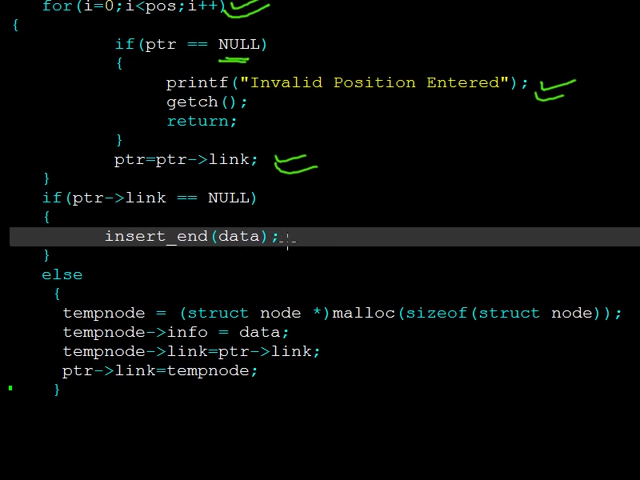 for(i=0;i<pos;i++)
{
if(ptr == NULL)
{
printf("Invalid Position Entered");
getch();
return;
}
ptr=ptr->link;
}
if(ptr->link == NULL)
{
insert_end(data);
}
else
{
tempnode = (struct node *)malloc(sizeof(struct node));
tempnode->info = data;
tempnode->link=ptr->link;
ptr->link=tempnode;
}